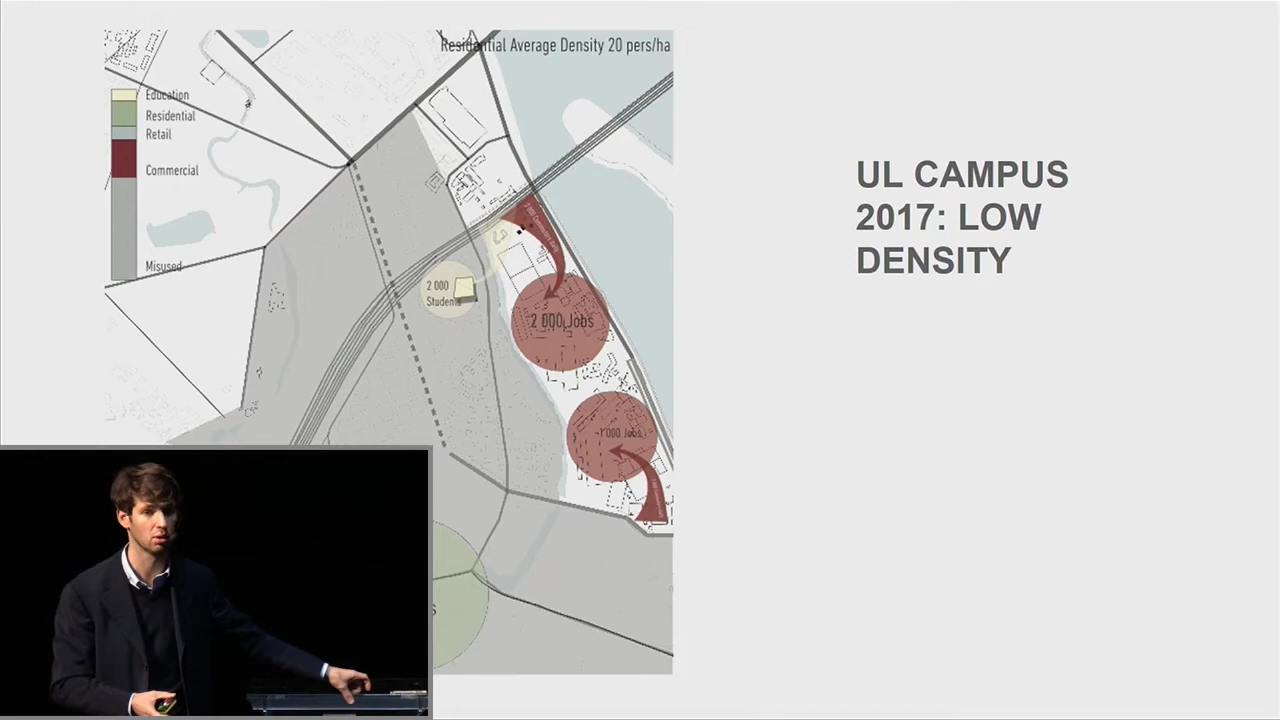 Residential Average Density 20 pers/ha
Education
Residential
Retail
Commercial
Misused
UL CAMPUS
2017: LOW
DENSITY
2 000
Students
2 000 Jobs
1 000 Jobs
s